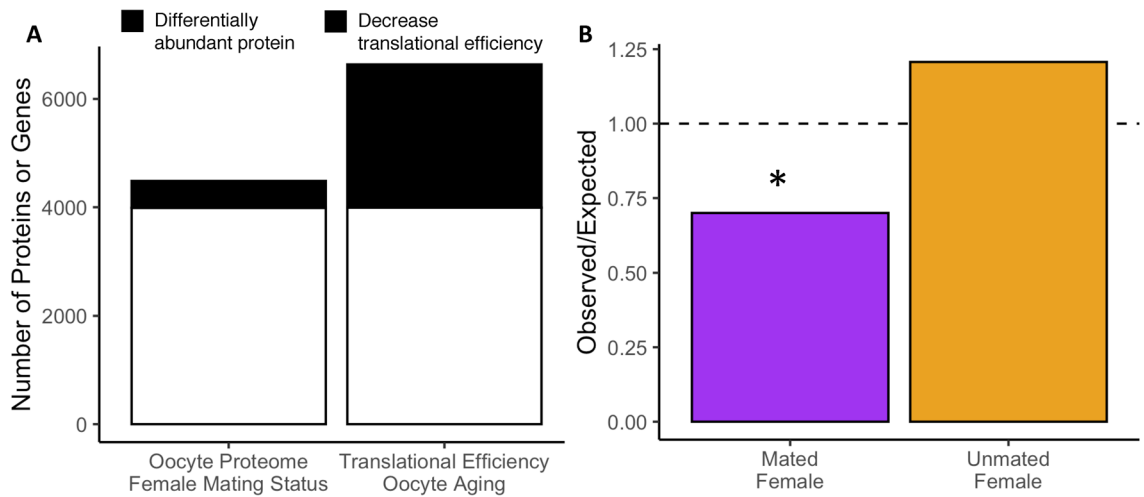 A
Differentially
abundant protein
Decrease
translational efficiency
Number of Proteins or Genes
6000
4000
2000
0
Oocyte Proteome
Female Mating Status
Translational Efficiency
Oocyte Aging
B
Observed/Expected
1.25
1.00
0.75
0.50
0.25
0.00
*
Mated
Female
Unmated
Female